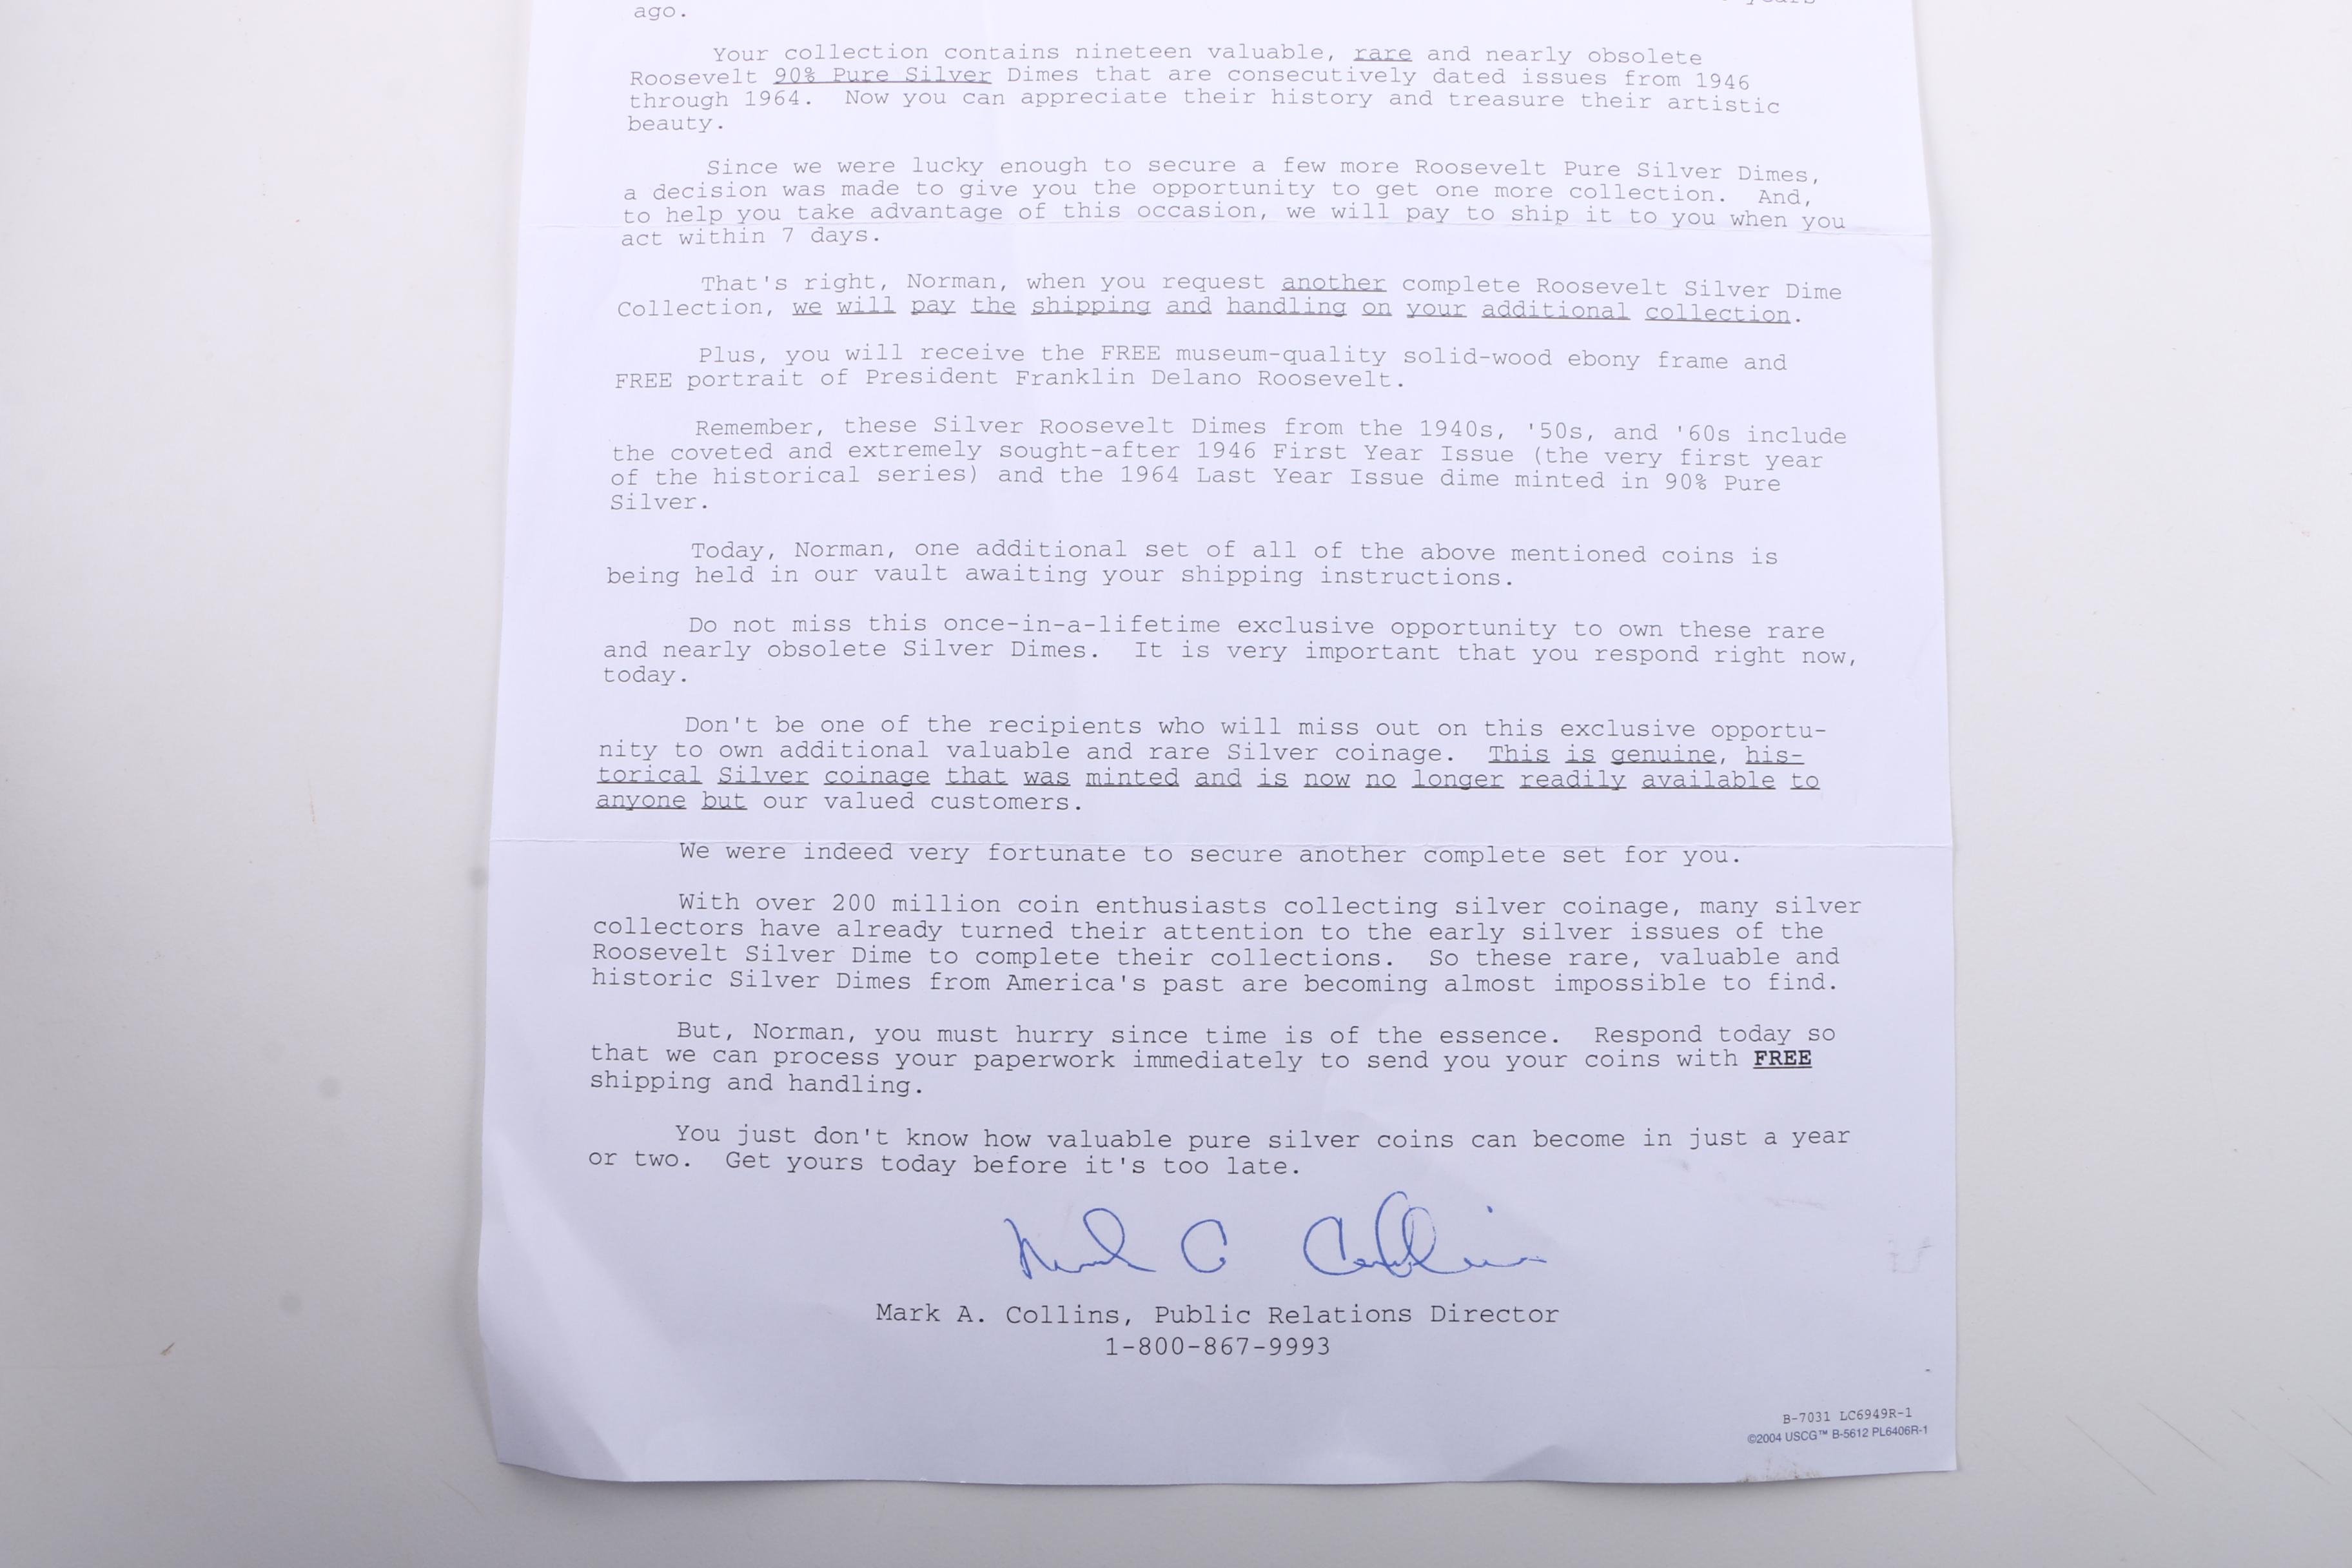 ago.
Your collection contains nineteen valuable, rare and nearly obsolete
Roosevelt 90% Pure Silver Dimes that are consecutively dated issues from 1946
through 1964. Now you can appreciate their history and treasure their artistic
beauty.
Since we were lucky enough to secure a few more Roosevelt Pure Silver Dimes,
a decision was made to give you the opportunity to get one more collection. And,
to help you take advantage of this occasion, we will pay to ship it to you when you
act within 7 days.
That's right, Norman, when you request another complete Roosevelt Silver Dime
Collection, we will pay the shipping and handling on your additional collection.
Plus, you will receive the FREE museum-quality solid-wood ebony frame and
FREE portrait of President Franklin Delano Roosevelt.
Remember, these Silver Roosevelt Dimes from the 1940s, '50s, and '60s include
the coveted and extremely sought-after 1946 First Year Issue (the very first year
of the historical series) and the 1964 Last Year Issue dime minted in 90% Pure
Silver.
Today, Norman, one additional set of all of the above mentioned coins is
being held in our vault awaiting your shipping instructions.
Do not miss this once-in-a-lifetime exclusive opportunity to own these rare
and nearly obsolete Silver Dimes. It is very important that you respond right now,
today.
Don't be one of the recipients who will miss out on this exclusive opportu-
nity to own additional valuable and rare Silver coinage. This is genuine, his-
torical Silver coinage that was minted and is now no longer readily available to
anyone but our valued customers.
We were indeed very fortunate to secure another complete set for you.
With over 200 million coin enthusiasts collecting silver coinage, many silver
collectors have already turned their attention to the early silver issues of the
Roosevelt Silver Dime to complete their collections. So these rare, valuable and
historic Silver Dimes from America's past are becoming almost impossible to find.
But, Norman, you must hurry since time is of the essence. Respond today so
that we can process your paperwork immediately to send you your coins with FREE
shipping and handling.
You just don't know how valuable pure silver coins can become in just a year
or two. Get yours today before it's too late.
Mark A. Collins, Public Relations Director
1-800-867-9993
B-7031 LC6949R-1
©2004 USCG™ B-5612 PL6406R-1